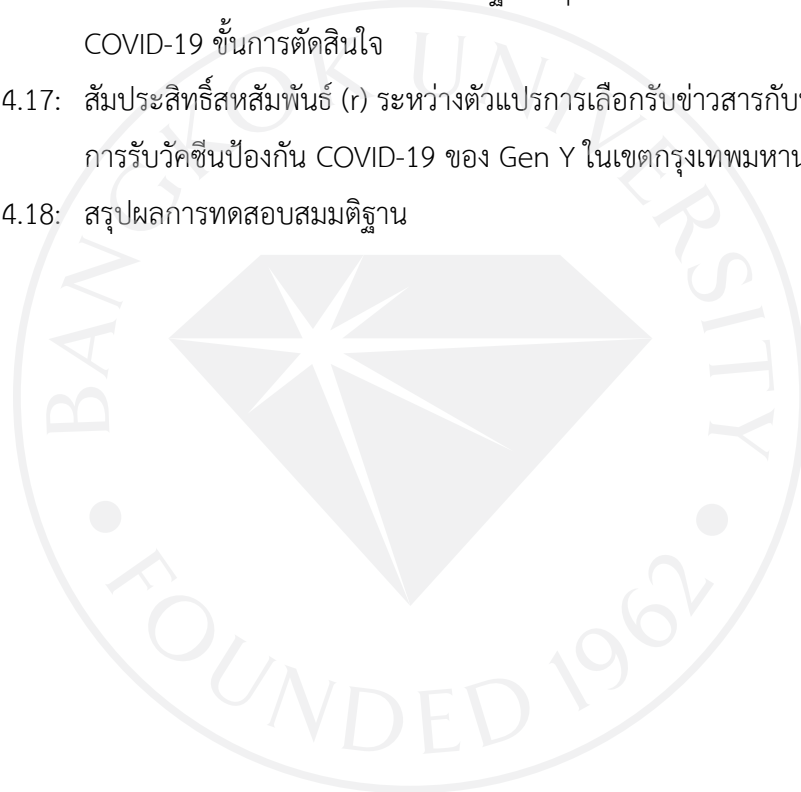 COVID-19 ขั้นการตัดสินใจ
4.17: สัมประสิทธิ์สหสัมพันธ์ (r) ระหว่างตัวแปรการเลือกรับข่าวสารกับ
การรับวัคซีนป้องกัน COVID-19 ของ Gen Y ในเขตกรุงเทพมหาน
4.18: สรุปผลการทดสอบสมมติฐาน
BANGKOK UNIVERSITY
FOUNDED 1962